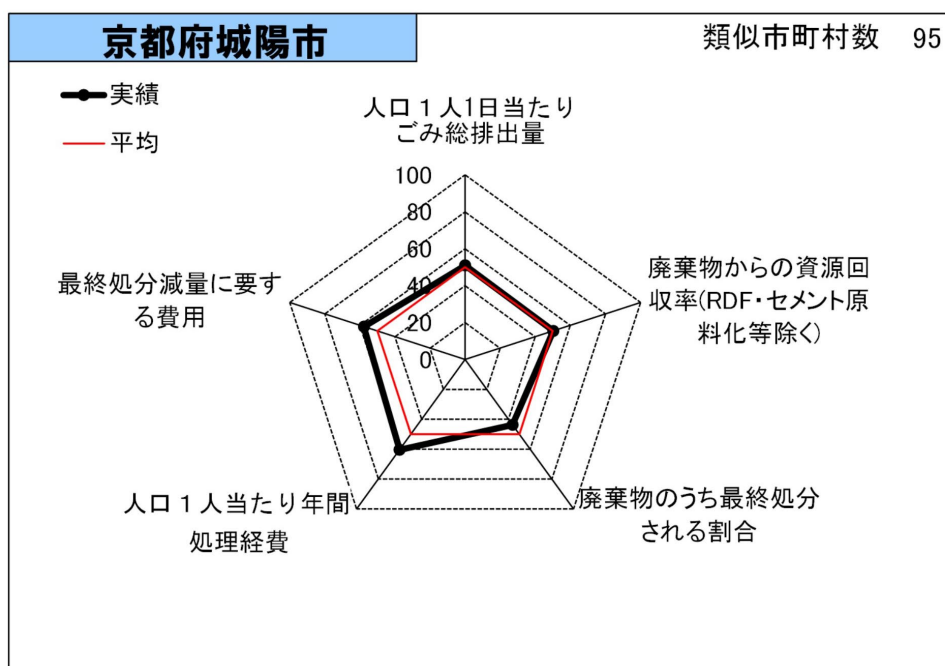 京都府城陽市
類似市町村数 95
実績
平均
人口１人1日当たり
ごみ総排出量
100
80
60
40
20
0
廃棄物からの資源回
収率(RDF・セメント原
料化等除く)
最終処分減量に要す
る費用
人口１人当たり年間
処理経費
廃棄物のうち最終処分
される割合